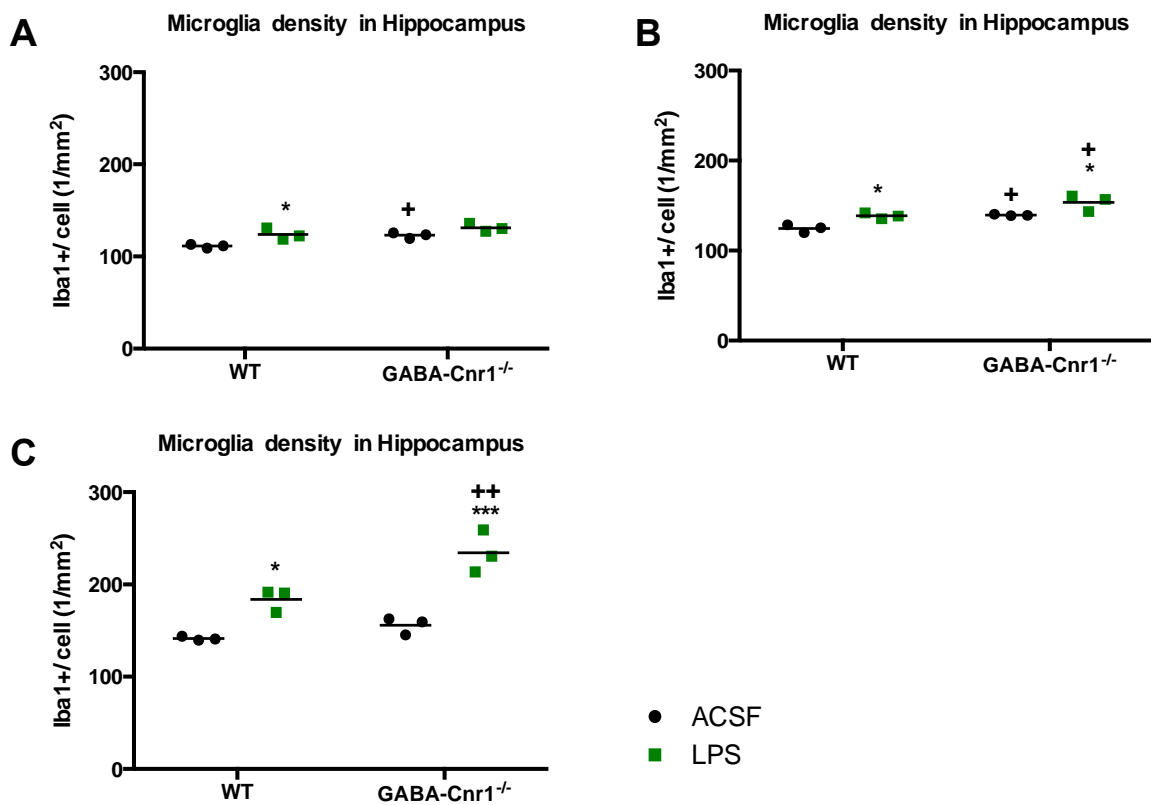 A
Microglia density in Hippocampus
Iba1+/ cell (1/mm²)
300
200
100
0
*
+
WT
GABA-Cnr1⁻/⁻
B
Microglia density in Hippocampus
Iba1+/ cell (1/mm²)
300
200
100
0
*
+
+
*
WT
GABA-Cnr1⁻/⁻
C
Microglia density in Hippocampus
Iba1+/ cell (1/mm²)
300
200
100
0
*
++
***
WT
GABA-Cnr1⁻/⁻
ACSF
LPS